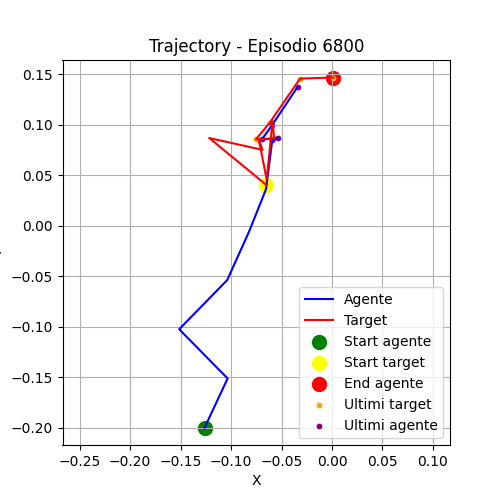 Trajectory - Episodio 6800
0.15
0.10
0.05
0.00
−0.05
−0.10
−0.15
−0.20
Agente
Target
Start agente
Start target
End agente
Ultimi target
Ultimi agente
−0.25 −0.20 −0.15 −0.10 −0.05 0.00 0.05 0.10
X